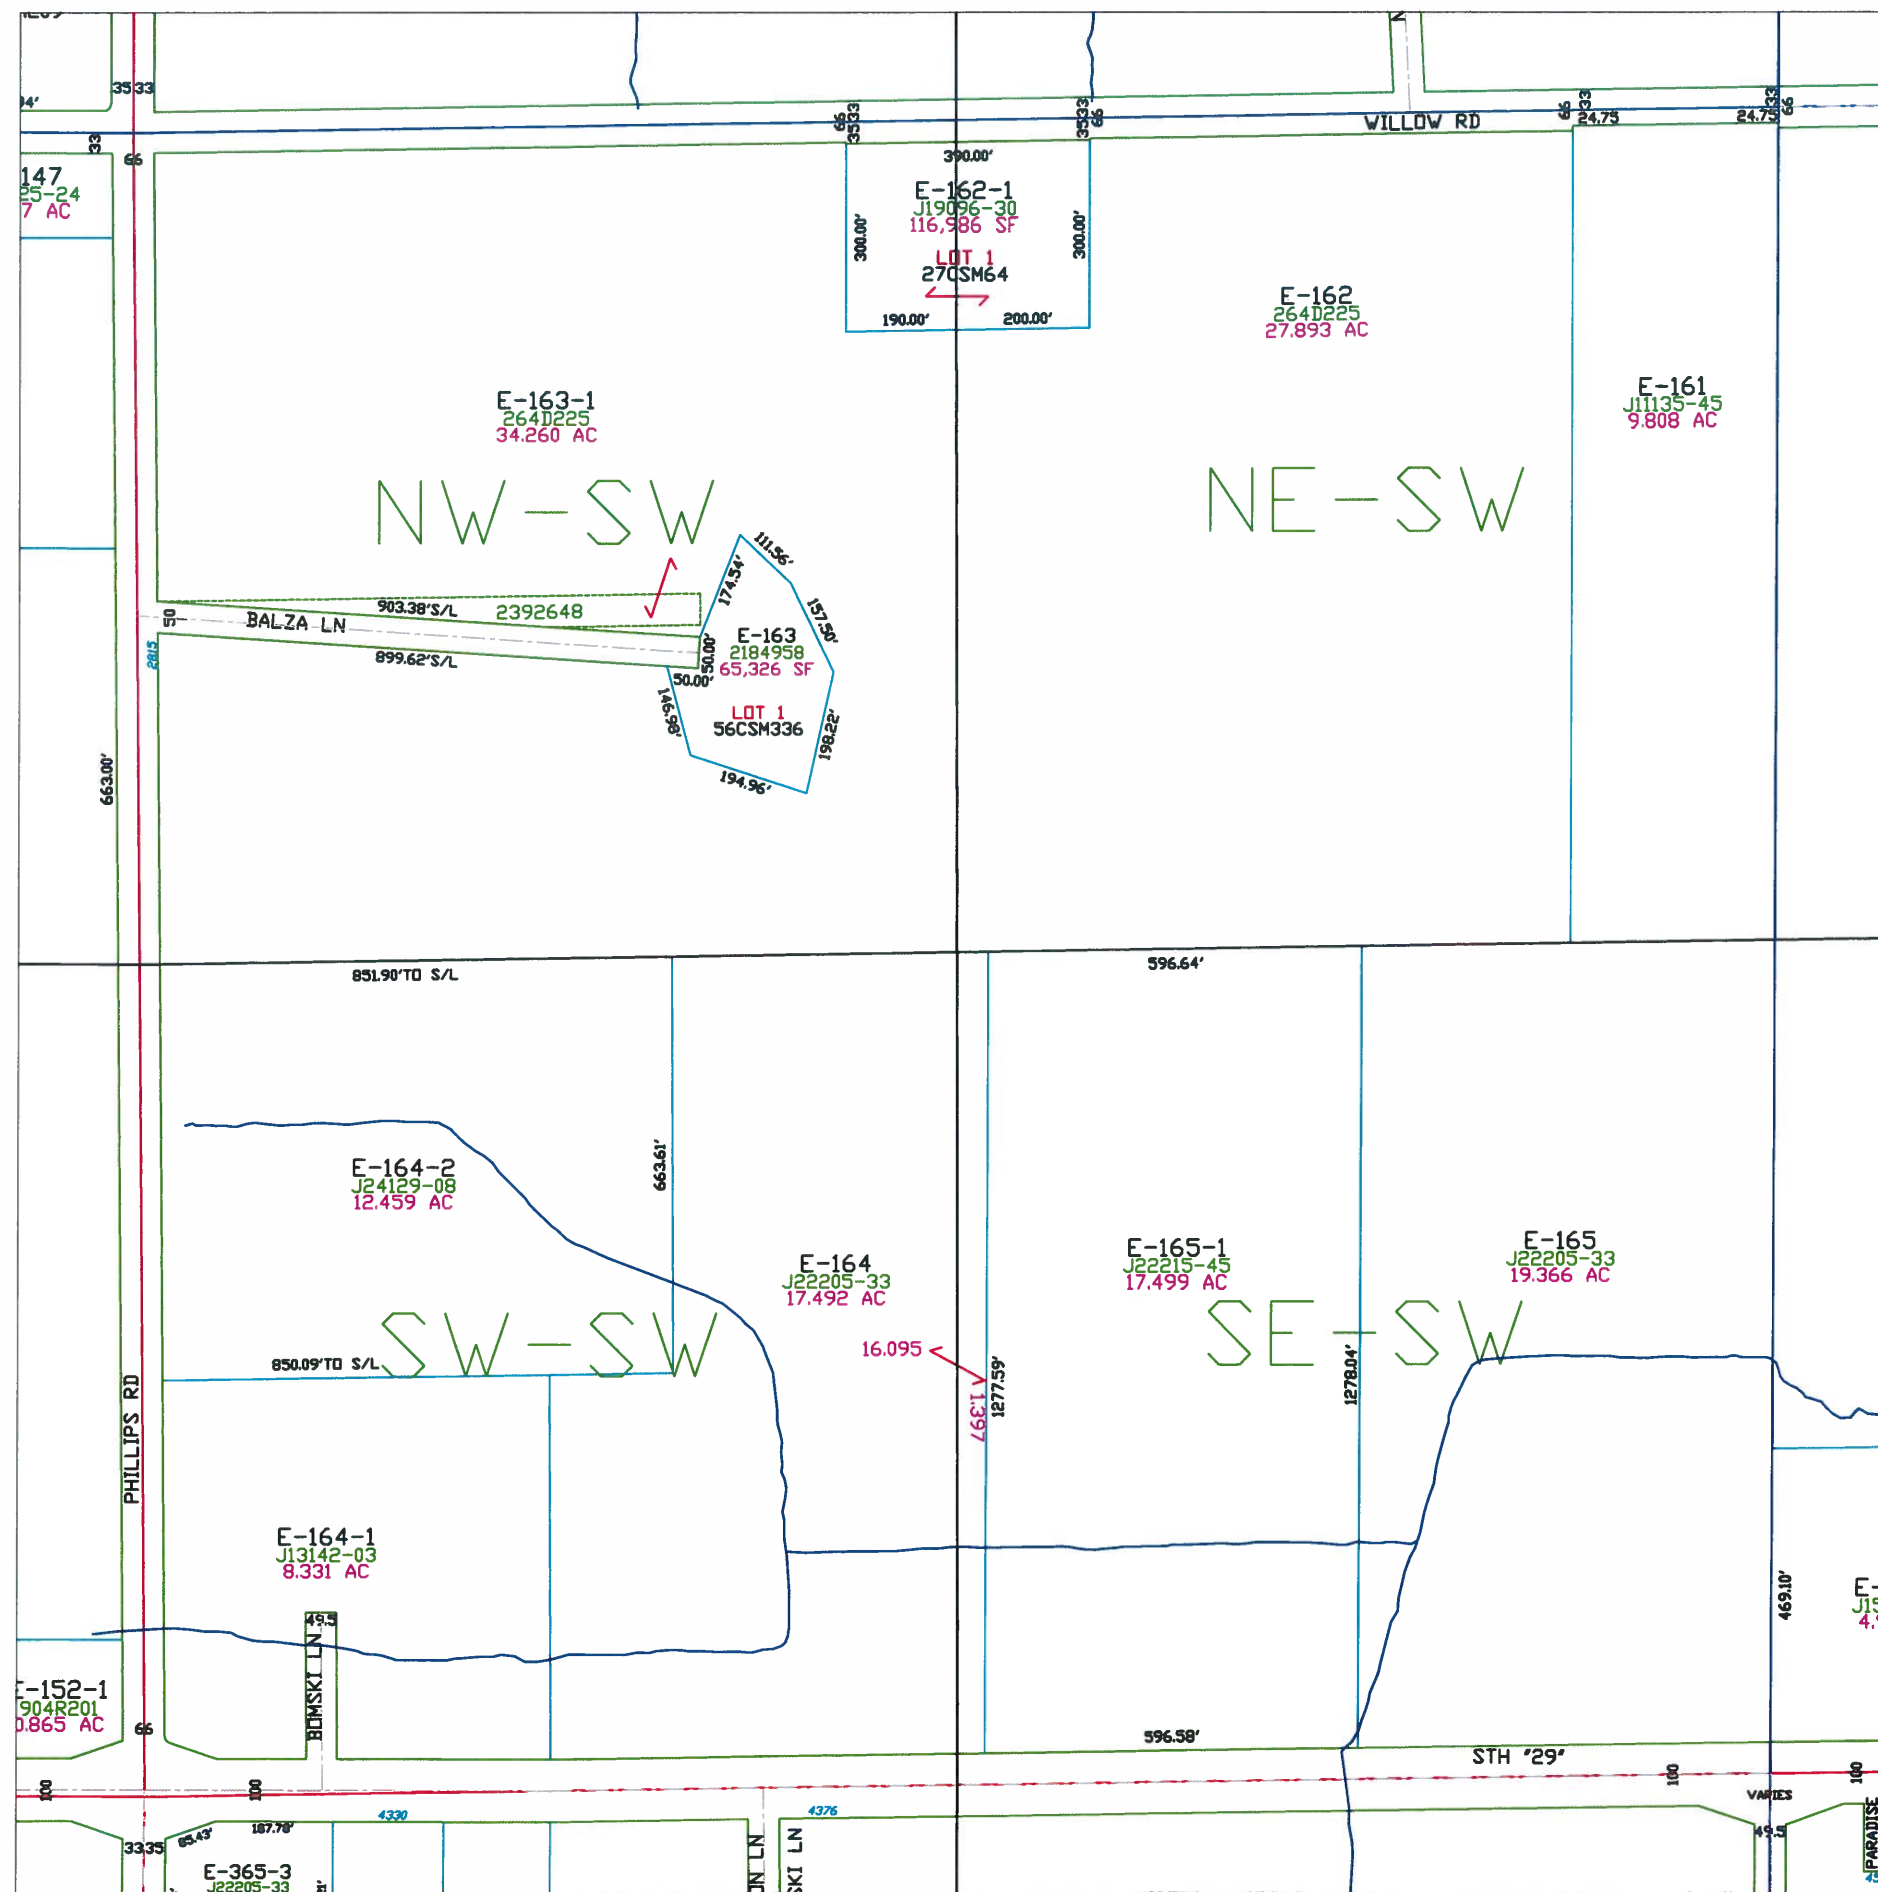 35 33
94'
33
66
147
25-24
7 AC
66
35 33
35 33
66
WILLOW RD
66
33
24.75
24.75
33
66
390.00'
E-162-1
J19096-30
116,986 SF
LOT 1
27CSM64
300.00'
300.00'
190.00'
200.00'
E-162
264D225
27.893 AC
E-161
J11135-45
9.808 AC
E-163-1
264D225
34.260 AC
NW-SW
NE-SW
111.56'
174.54'
157.50'
903.38'S/L
2392648
50
BALZA LN
899.62'S/L
2815
50.00'
50.00'
E-163
2184958
65,326 SF
LOT 1
56CSM336
146.98'
198.22'
194.96'
663.00'
851.90'TO S/L
596.64'
663.61'
E-164-2
J24129-08
12.459 AC
E-164
J22205-33
17.492 AC
E-165-1
J22215-45
17.499 AC
E-165
J22205-33
19.366 AC
SW-SW
SE-SW
850.09'TO S/L
16.095
1.397
1277.59'
1278.04'
PHILLIPS RD
E-164-1
J13142-03
8.331 AC
49.5
BOMSKI LN
469.10'
E-
J15
4.
E-152-1
904R201
0.865 AC
66
596.58'
STH "29"
100
100
100
100
VARIES
4330
4376
33 35
85.43'
187.78'
E-365-3
J22205-33
ON LN
SKI LN
49.5
PARADISE